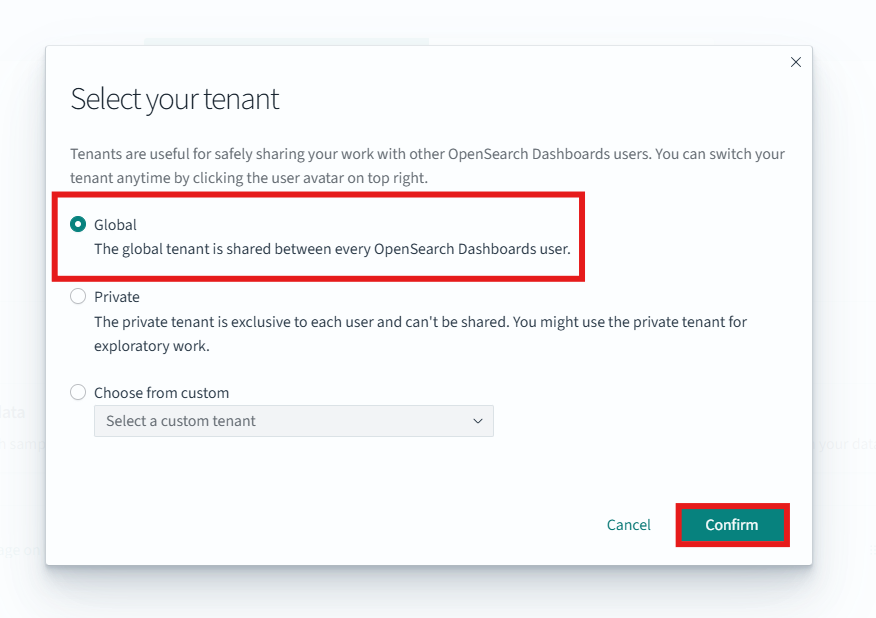 Select your tenant
Tenants are useful for safely sharing your work with other OpenSearch Dashboards users. You can switch your
tenant anytime by clicking the user avatar on top right.
Global
The global tenant is shared between every OpenSearch Dashboards user.
Private
The private tenant is exclusive to each user and can't be shared. You might use the private tenant for
exploratory work.
Choose from custom
Select a custom tenant
Cancel
Confirm